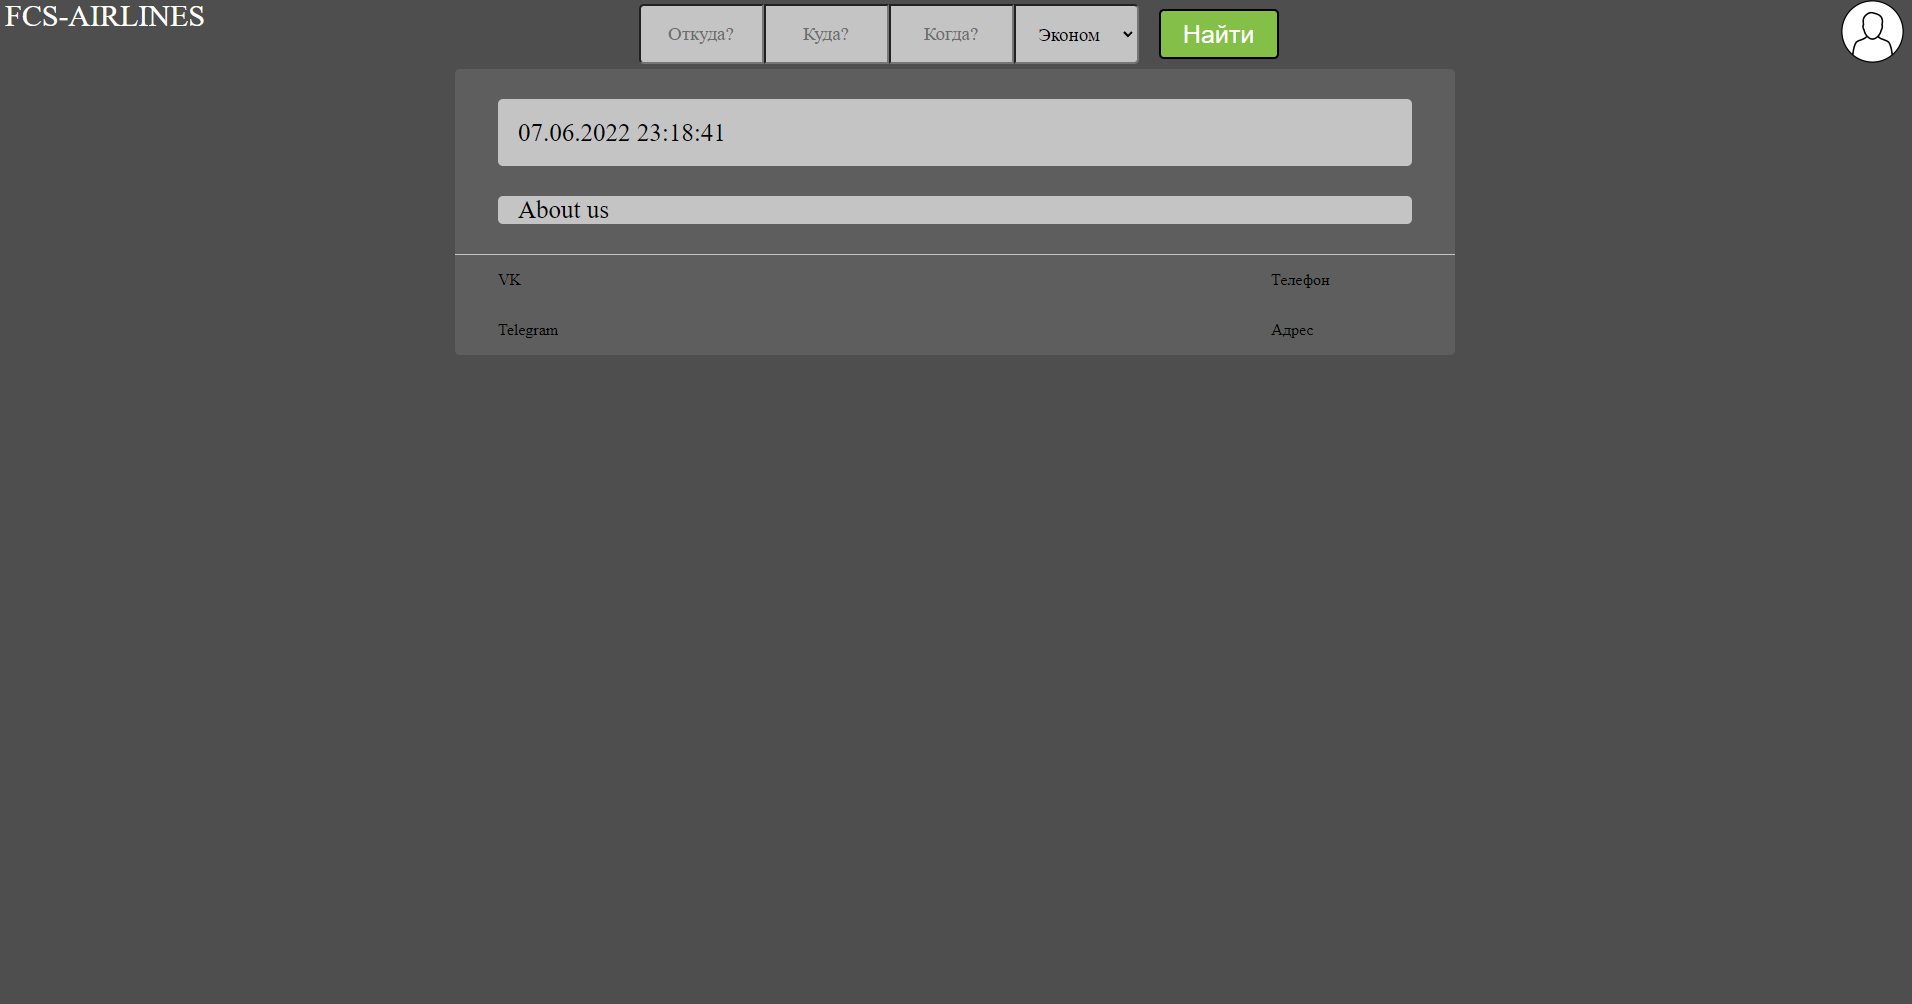 FCS-AIRLINES
Откуда? Куда? Когда? Эконом Найти
07.06.2022 23:18:41
About us
VK Телефон
Telegram Адрес